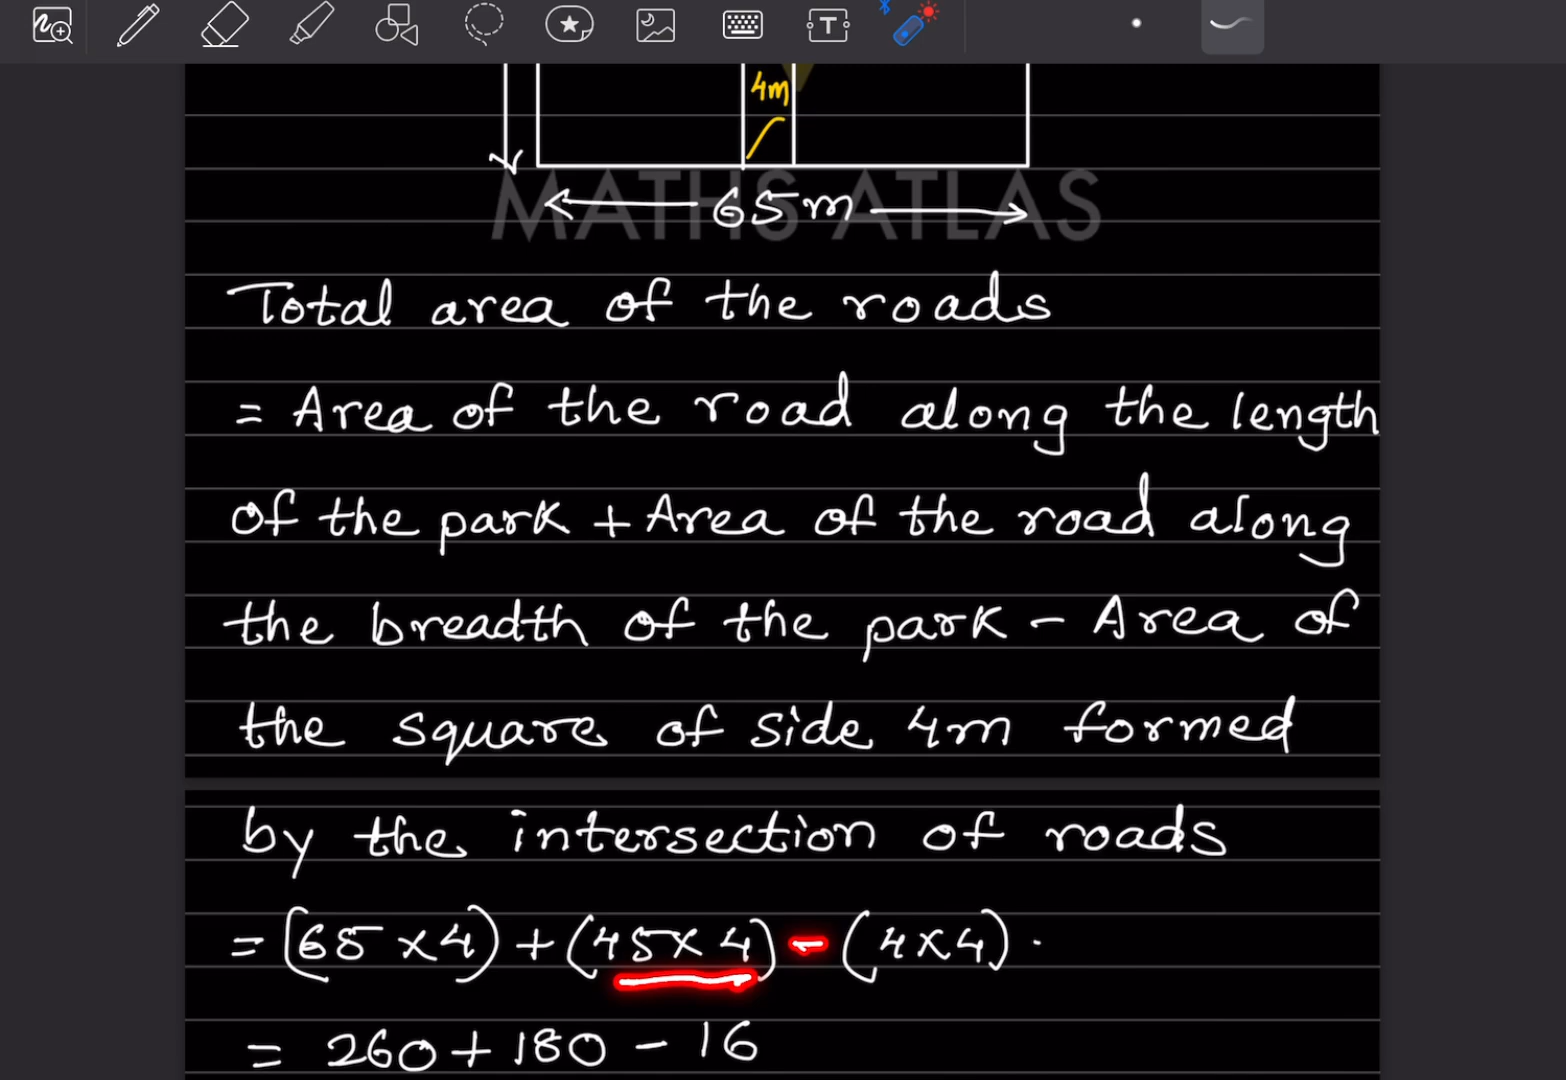 4m
MATHS ATLAS
65m
Total area of the roads
= Area of the road along the length
of the park + Area of the road along
the breadth of the park - Area of
the square of side 4m formed
by the intersection of roads
= (65 × 4) + (45 × 4) - (4 × 4) .
= 260 + 180 - 16